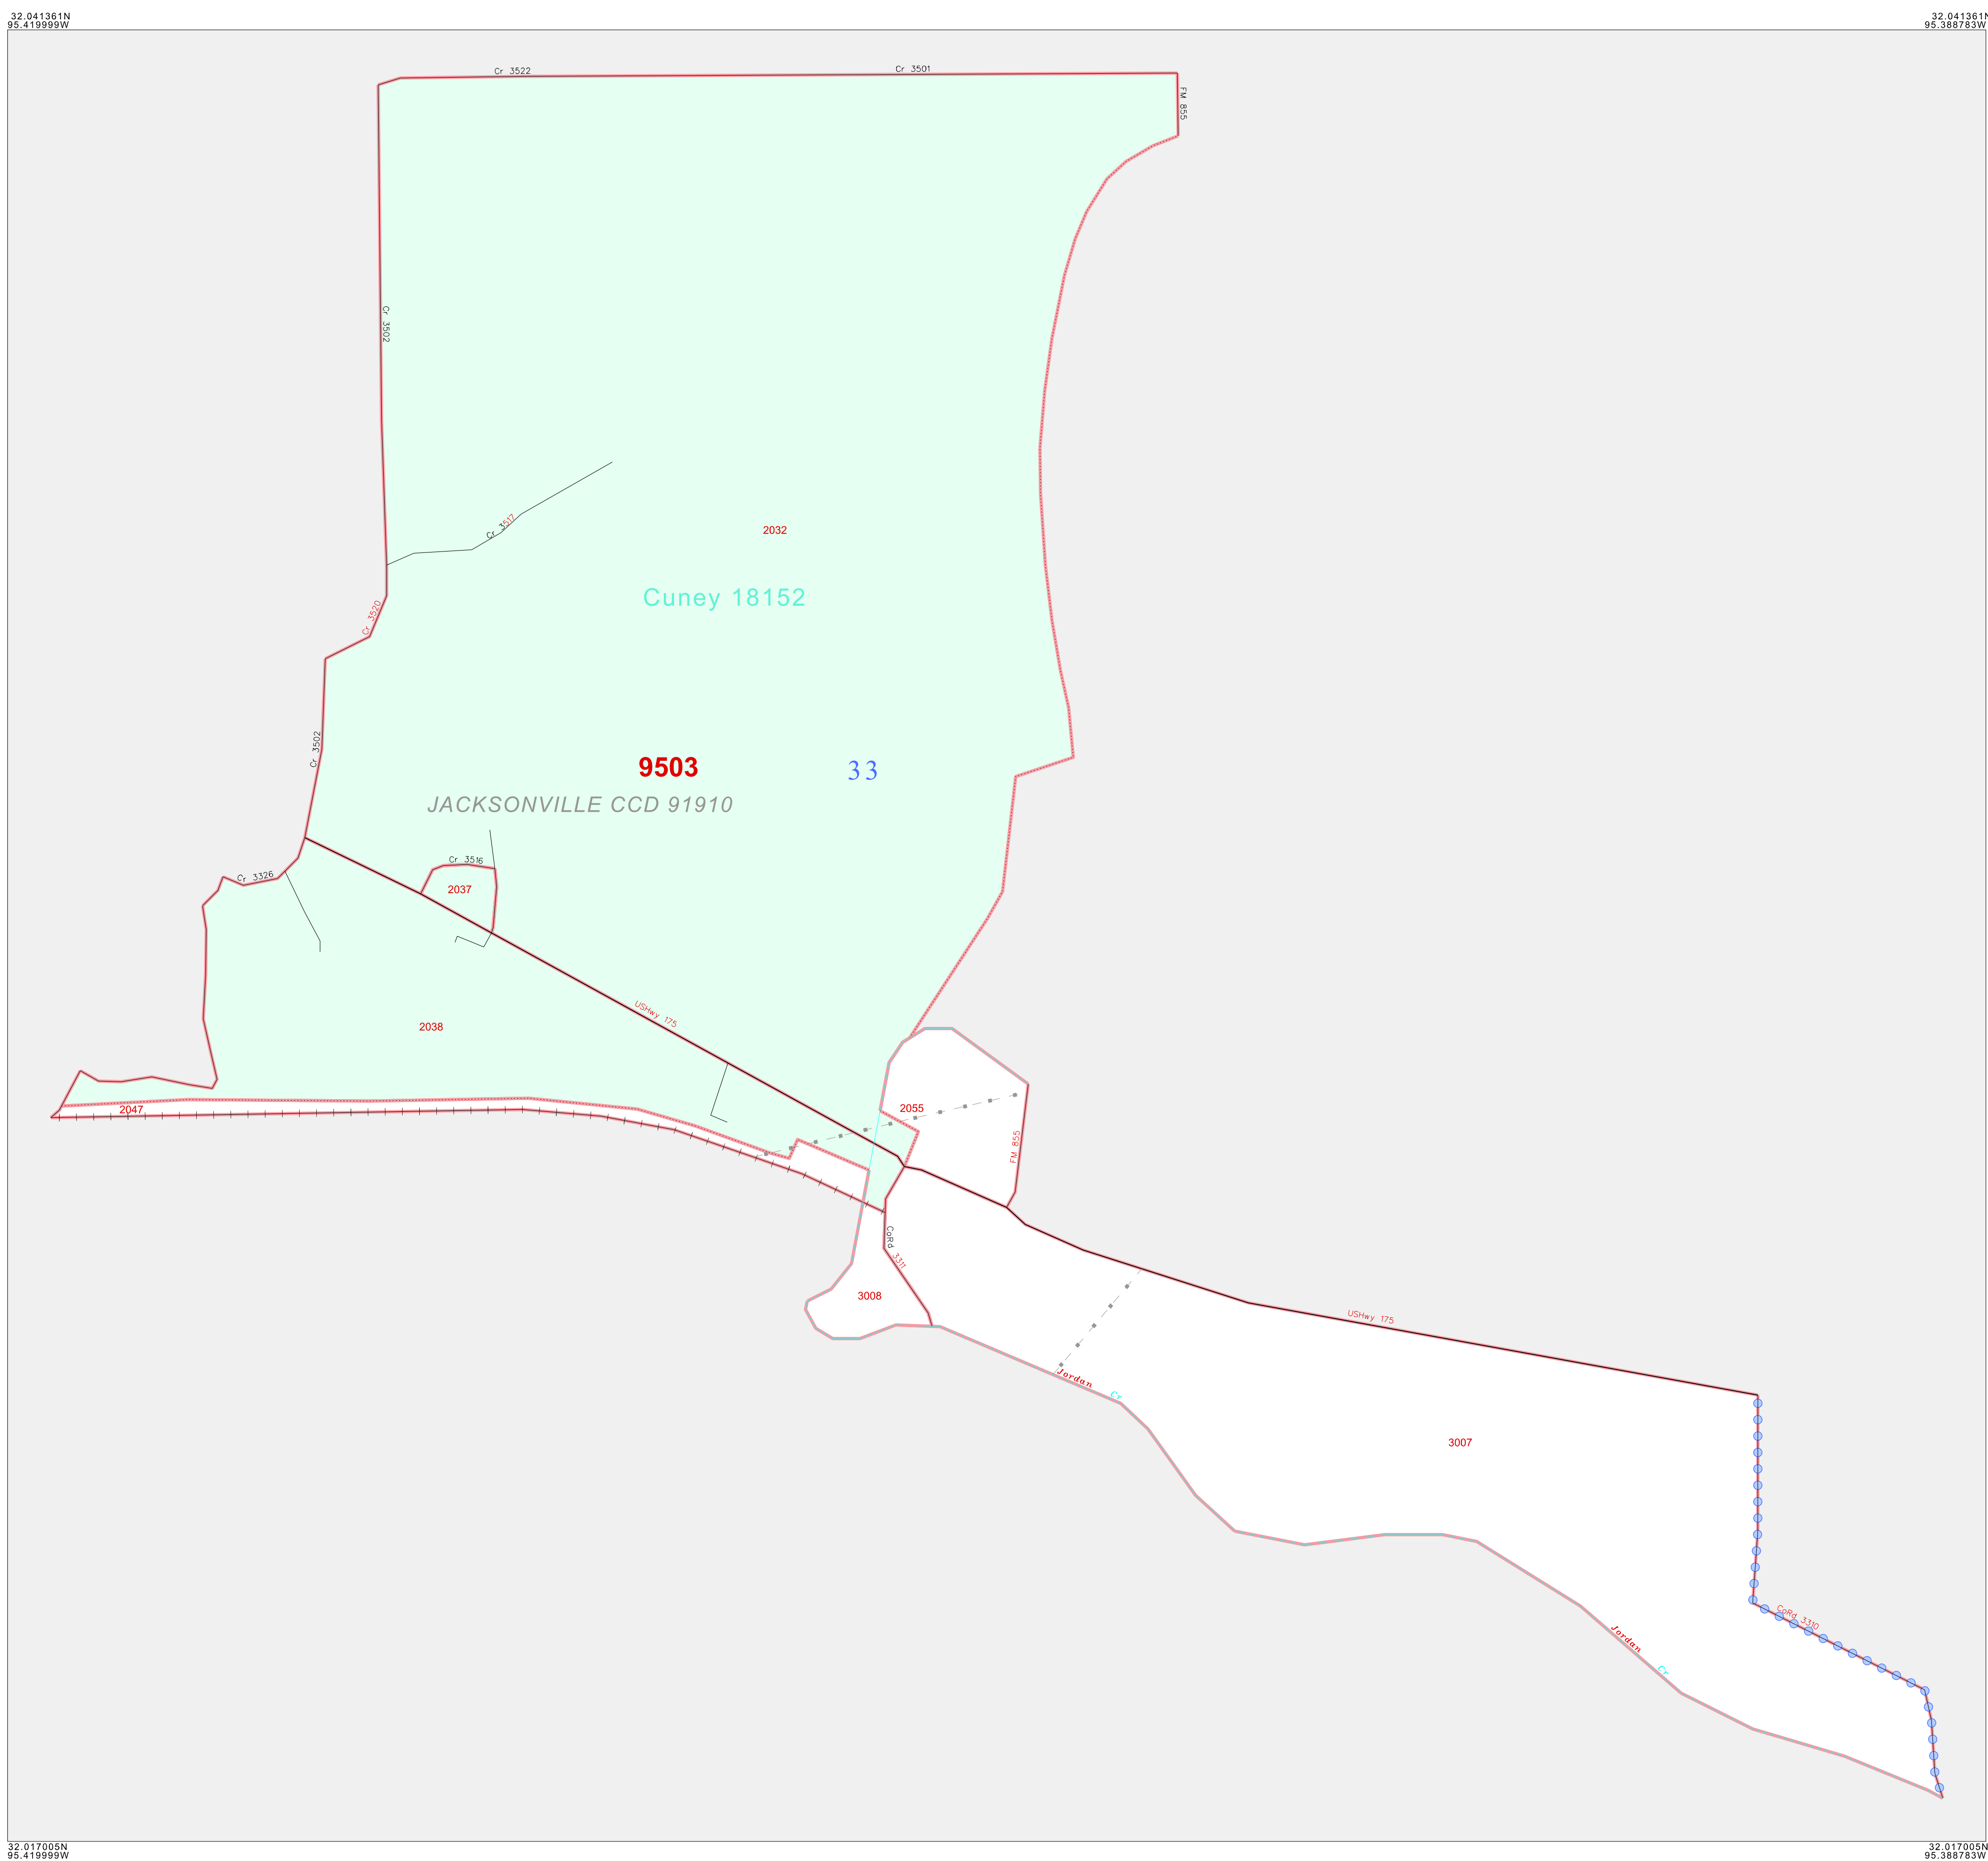 32.041361N
95.419999W
32.041361N
95.388783W
Cr 3522
Cr 3501
FM 855
Cr 3502
Cr 3517
2032
Cuney 18152
Cr 3520
Cr 3502
9503
33
JACKSONVILLE CCD 91910
Cr 3516
Cr 3326
2037
USHwy 175
2038
2047
2055
FM 855
CoRd 3311
3008
USHwy 175
Jordan Cr
3007
CoRd 3310
Jordan Cr
32.017005N
95.419999W
32.017005N
95.388783W